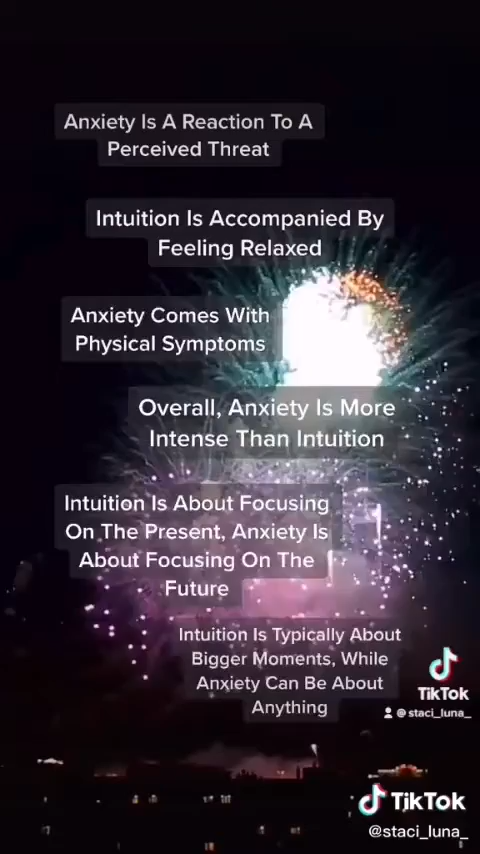 Anxiety Is A Reaction To A
Perceived Threat
Intuition Is Accompanied By
Feeling Relaxed
Anxiety Comes With
Physical Symptoms
Overall, Anxiety Is More
Intense Than Intuition
Intuition Is About Focusing
On The Present, Anxiety Is
About Focusing On The
Future
Intuition Is Typically About
Bigger Moments, While
Anxiety Can Be About
Anything
TikTok
@ staci_luna_
TikTok
@staci_luna_